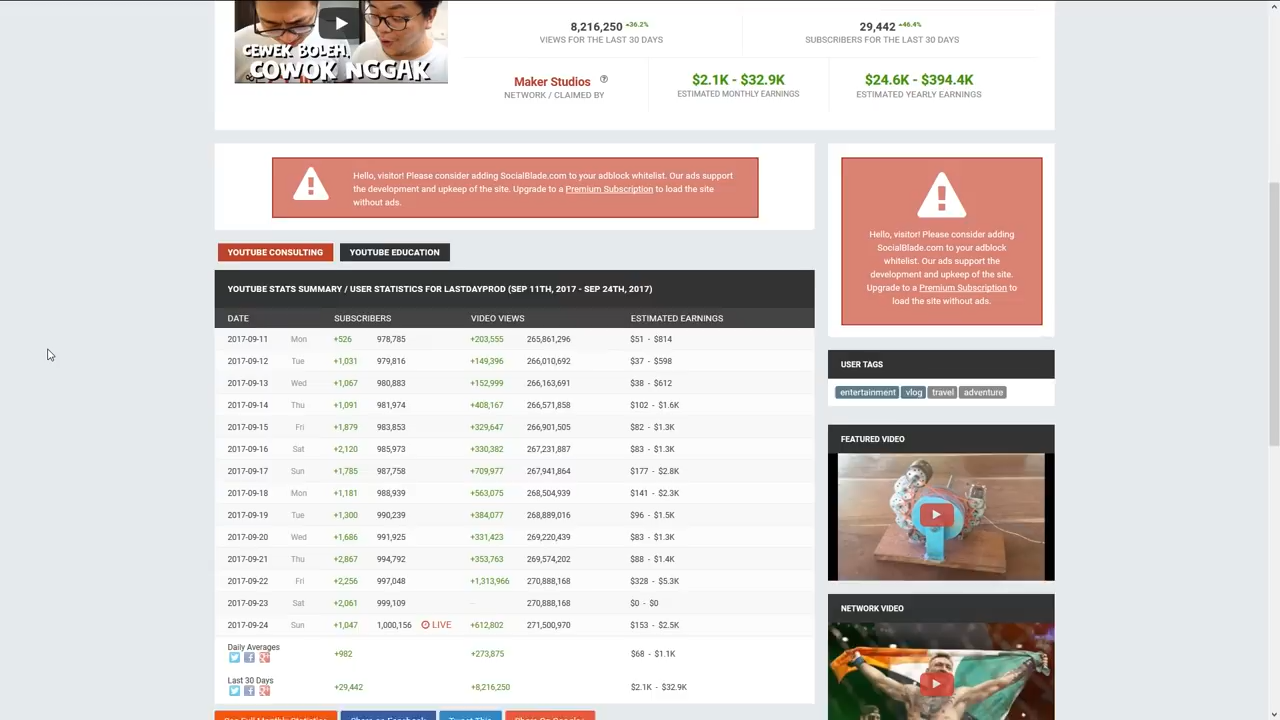 CEWEK BOLEH,
COWOK NGGAK
8,216,250 +36.2%
VIEWS FOR THE LAST 30 DAYS
29,442 +46.4%
SUBSCRIBERS FOR THE LAST 30 DAYS
Maker Studios
NETWORK / CLAIMED BY
$2.1K - $32.9K
ESTIMATED MONTHLY EARNINGS
$24.6K - $394.4K
ESTIMATED YEARLY EARNINGS
Hello, visitor! Please consider adding SocialBlade.com to your adblock whitelist. Our ads support
the development and upkeep of the site. Upgrade to a Premium Subscription to load the site
without ads.
YOUTUBE CONSULTING
YOUTUBE EDUCATION
YOUTUBE STATS SUMMARY / USER STATISTICS FOR LASTDAYPROD (SEP 11TH, 2017 - SEP 24TH, 2017)
DATE SUBSCRIBERS VIDEO VIEWS ESTIMATED EARNINGS
2017-09-11 Mon +526 978,785 +203,555 265,861,296 $51 - $814
2017-09-12 Tue +1,031 979,816 +149,396 266,010,692 $37 - $598
2017-09-13 Wed +1,067 980,883 +152,999 266,163,691 $38 - $612
2017-09-14 Thu +1,091 981,974 +408,167 266,571,858 $102 - $1.6K
2017-09-15 Fri +1,879 983,853 +329,647 266,901,505 $82 - $1.3K
2017-09-16 Sat +2,120 985,973 +330,382 267,231,887 $83 - $1.3K
2017-09-17 Sun +1,785 987,758 +709,977 267,941,864 $177 - $2.8K
2017-09-18 Mon +1,181 988,939 +563,075 268,504,939 $141 - $2.3K
2017-09-19 Tue +1,300 990,239 +384,077 268,889,016 $96 - $1.5K
2017-09-20 Wed +1,686 991,925 +331,423 269,220,439 $83 - $1.3K
2017-09-21 Thu +2,867 994,792 +353,763 269,574,202 $88 - $1.4K
2017-09-22 Fri +2,256 997,048 +1,313,966 270,888,168 $328 - $5.3K
2017-09-23 Sat +2,061 999,109 -- 270,888,168 $0 - $0
2017-09-24 Sun +1,047 1,000,156 LIVE +612,802 271,500,970 $153 - $2.5K
Daily Averages +982 +273,875 $68 - $1.1K
Last 30 Days +29,442 +8,216,250 $2.1K - $32.9K
Hello, visitor! Please consider adding
SocialBlade.com to your adblock
whitelist. Our ads support the
development and upkeep of the site.
Upgrade to a Premium Subscription to
load the site without ads.
USER TAGS
entertainment vlog travel adventure
FEATURED VIDEO
NETWORK VIDEO